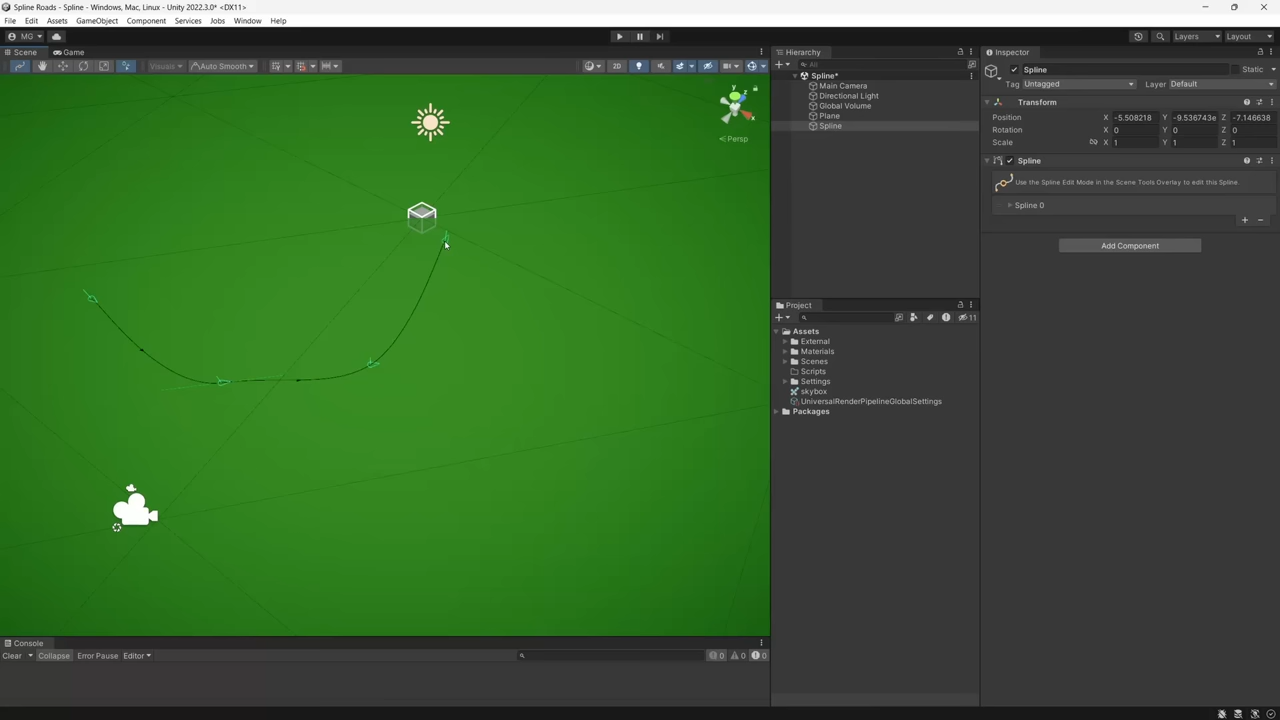 Spline Roads - Spline - Windows, Mac, Linux - Unity 2022.3.0* <DX11>
File Edit Assets GameObject Component Services Jobs Window Help
MG Layers Layout
Scene Game
Visuals Auto Smooth 2D
y
z
x
Persp
Hierarchy
All
Spline*
Main Camera
Directional Light
Global Volume
Plane
Spline
Project
11
Assets
External
Materials
Scenes
Scripts
Settings
skybox
UniversalRenderPipelineGlobalSettings
Packages
Inspector
Spline Static
Tag Untagged Layer Default
Transform
Position X -5.508218 Y -9.536743e Z -7.146638
Rotation X 0 Y 0 Z 0
Scale X 1 Y 1 Z 1
Spline
Use the Spline Edit Mode in the Scene Tools Overlay to edit this Spline.
Spline 0
+ −
Add Component
Console
Clear Collapse Error Pause Editor 0 0 0